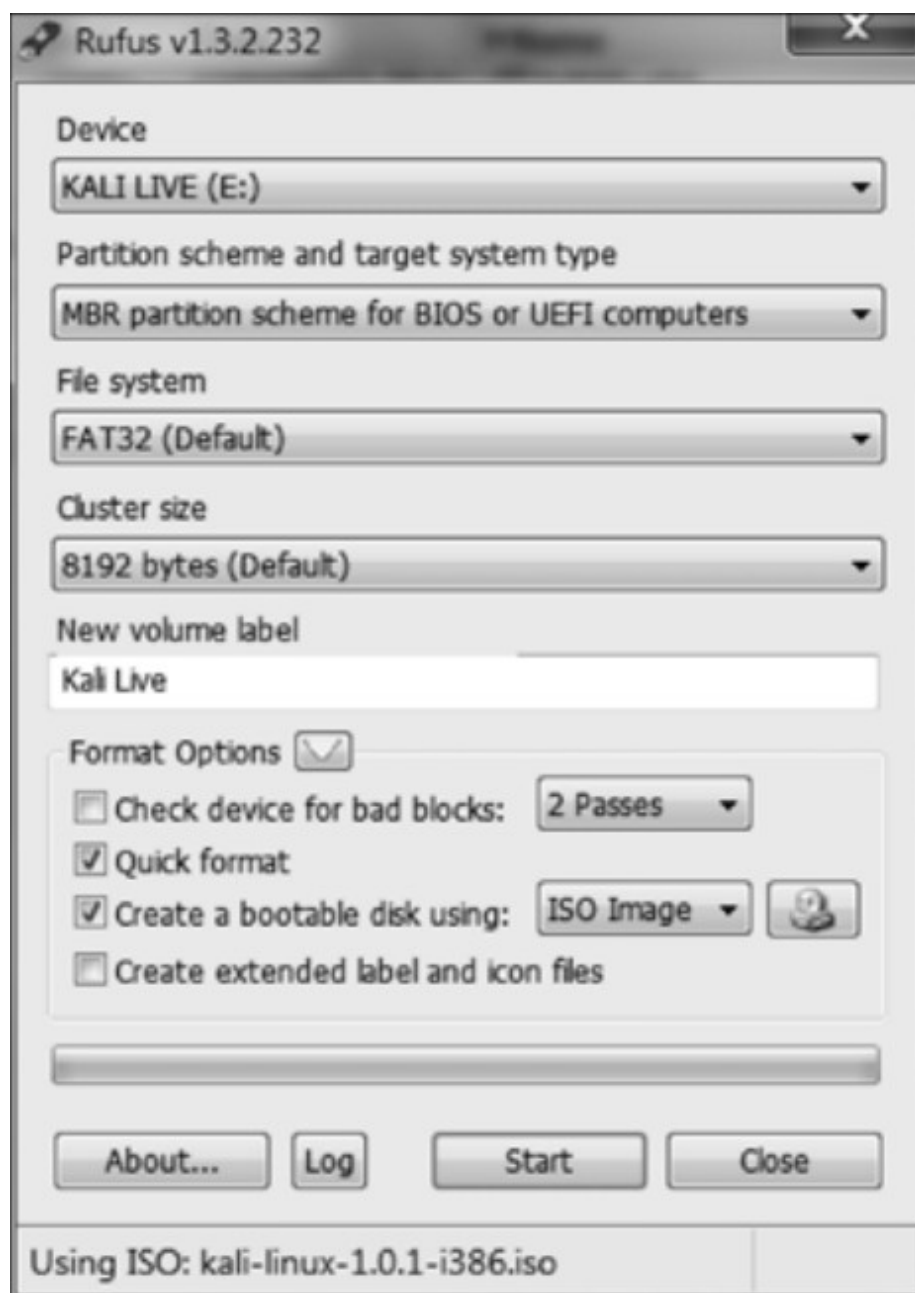 Rufus v1.3.2.232
Device
KALI LIVE (E:)
Partition scheme and target system type
MBR partition scheme for BIOS or UEFI computers
File system
FAT32 (Default)
Cluster size
8192 bytes (Default)
New volume label
Kali Live
Format Options
Check device for bad blocks: 2 Passes
Quick format
Create a bootable disk using: ISO Image
Create extended label and icon files
About... Log Start Close
Using ISO: kali-linux-1.0.1-i386.iso